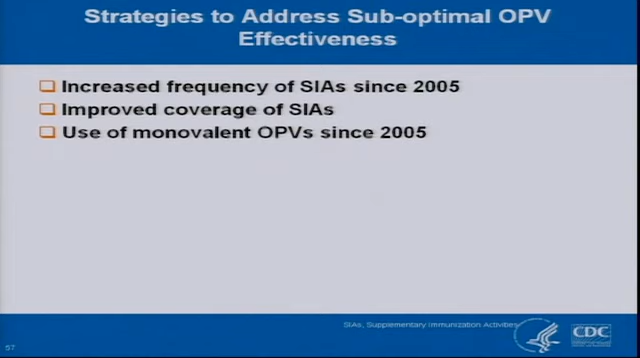 Strategies to Address Sub-optimal OPV
Effectiveness
Increased frequency of SIAs since 2005
Improved coverage of SIAs
Use of monovalent OPVs since 2005
SIAs, Supplementary Immunization Activities
CDC
57